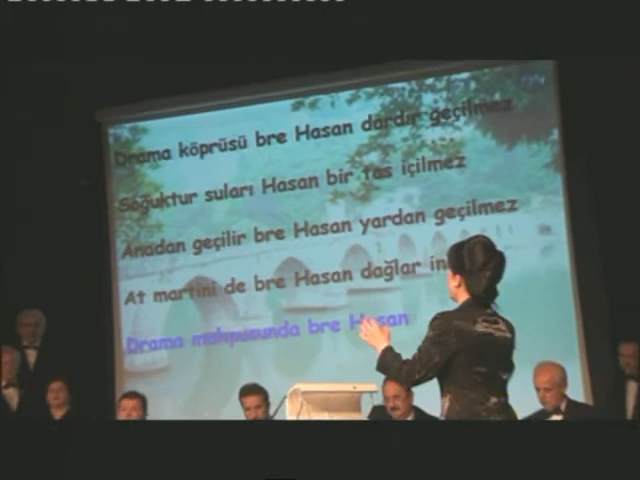 Drama köprüsü bre Hasan dardır geçilmez
Soğuktur suları Hasan bir tas içilmez
Anadan geçilir bre Hasan yardan geçilmez
At martini de bre Hasan dağlar in
Drama mahpusunda bre Hasan